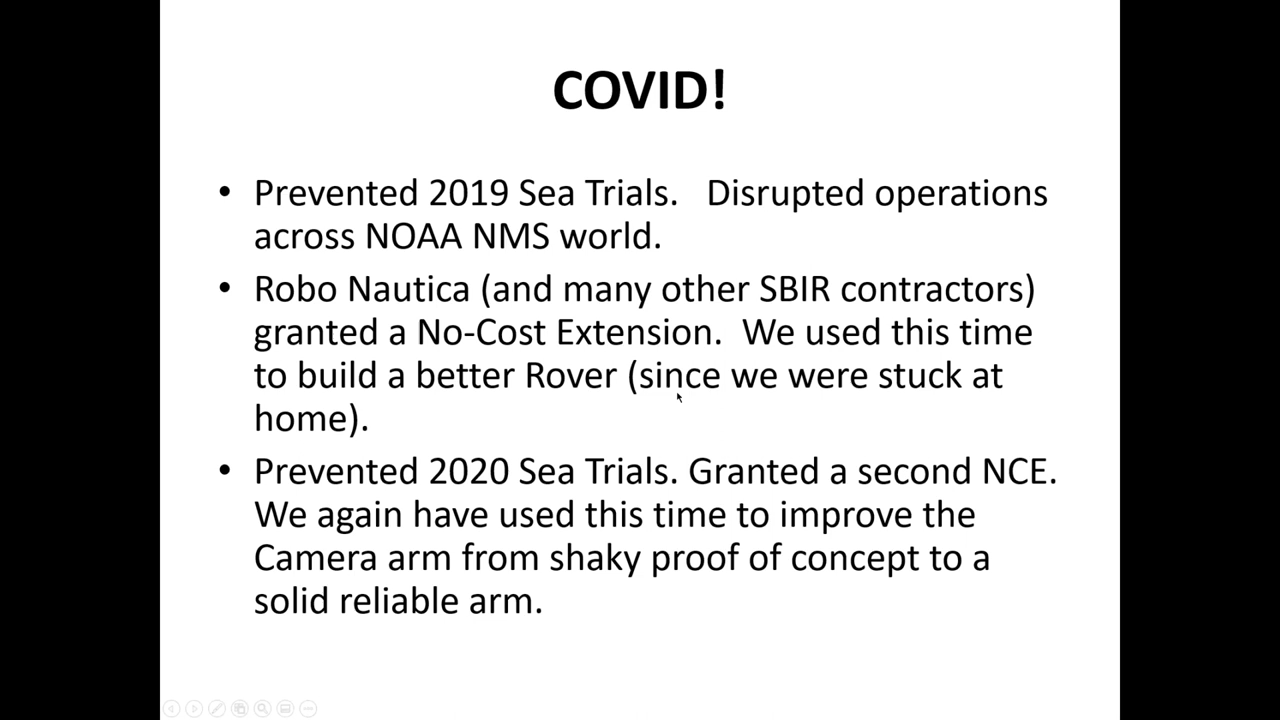 COVID!
• Prevented 2019 Sea Trials.   Disrupted operations
across NOAA NMS world.
• Robo Nautica (and many other SBIR contractors)
granted a No-Cost Extension.  We used this time
to build a better Rover (since we were stuck at
home).
• Prevented 2020 Sea Trials. Granted a second NCE.
We again have used this time to improve the
Camera arm from shaky proof of concept to a
solid reliable arm.